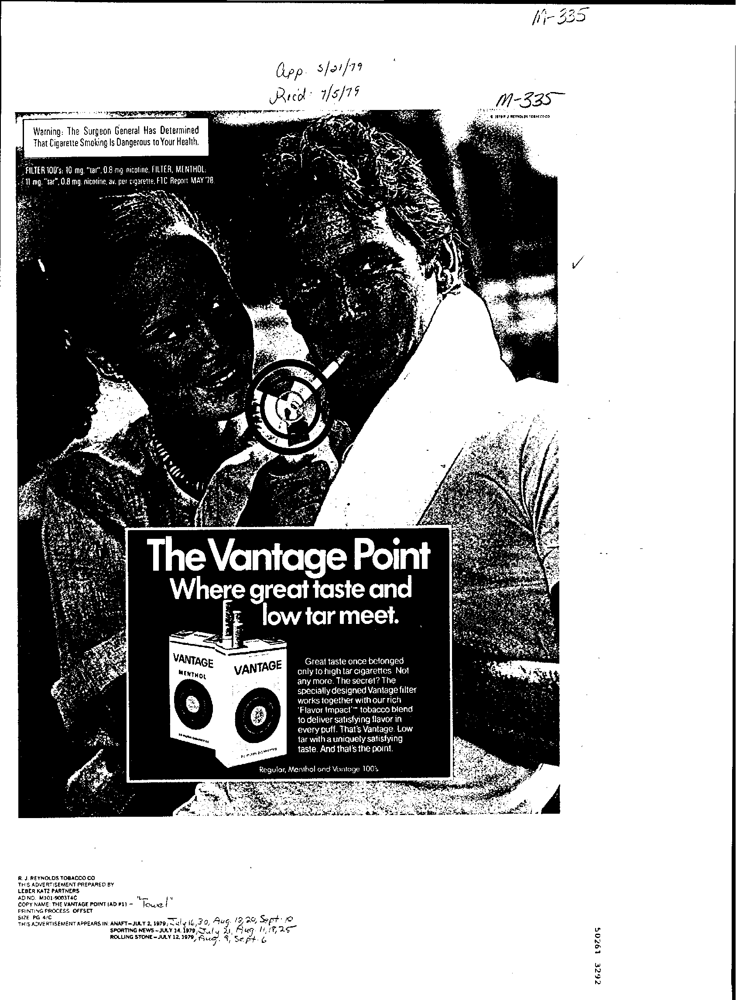 M-335
app. 5/21/79
Rec'd. 7/5/79
M-335
© 1979 R. J. REYNOLDS TOBACCO CO.
Warning: The Surgeon General Has Determined
That Cigarette Smoking Is Dangerous to Your Health.
FILTER 100's: 10 mg. "tar", 0.8 mg. nicotine, FILTER, MENTHOL:
11 mg. "tar", 0.8 mg. nicotine, av. per cigarette, FTC Report MAY '78.
The Vantage Point
Where great taste and
low tar meet.
VANTAGE
MENTHOL
VANTAGE
Great taste once belonged
only to high tar cigarettes. Not
any more. The secret? The
specially designed Vantage filter
works together with our rich
'Flavor Impact'™ tobacco blend
to deliver satisfying flavor in
every puff. That's Vantage. Low
tar with a uniquely satisfying
taste. And that's the point.
Regular, Menthol and Vantage 100's
R. J. REYNOLDS TOBACCO CO
THIS ADVERTISEMENT PREPARED BY
LEBER KATZ PARTNERS
AD NO. M101-9003T4C
COPY NAME THE VANTAGE POINT (AD #1) - "Towel"
PRINTING PROCESS OFFSET
SIZE PG 4/C
THIS ADVERTISEMENT APPEARS IN: ANAFT-JULY 2, 1979, July 16, 30, Aug. 13, 20, Sept. 10
SPORTING NEWS-JULY 14, 1979, July 21, Aug 11, 18, 25
ROLLING STONE-JULY 12, 1979, Aug. 9, Sept. 6
50261 3292